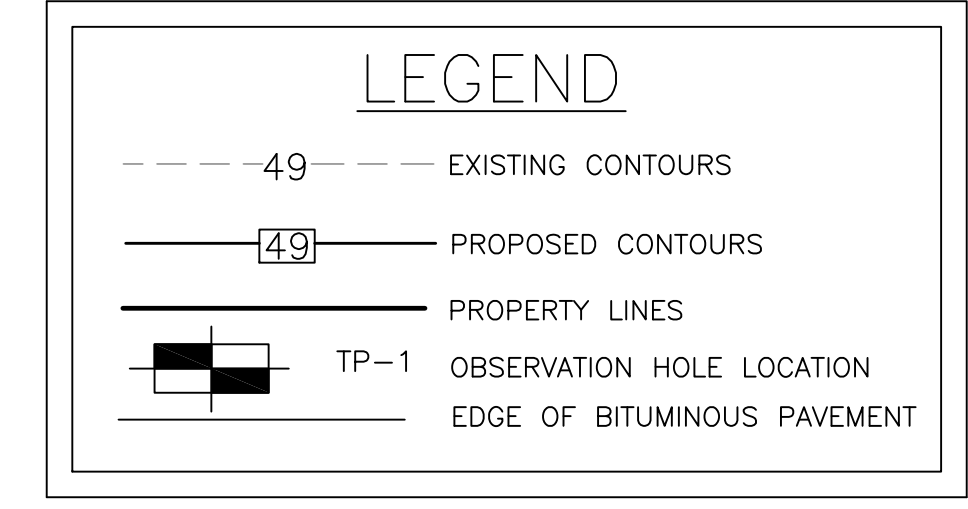 LEGEND
49 EXISTING CONTOURS
49 PROPOSED CONTOURS
PROPERTY LINES
TP-1 OBSERVATION HOLE LOCATION
EDGE OF BITUMINOUS PAVEMENT